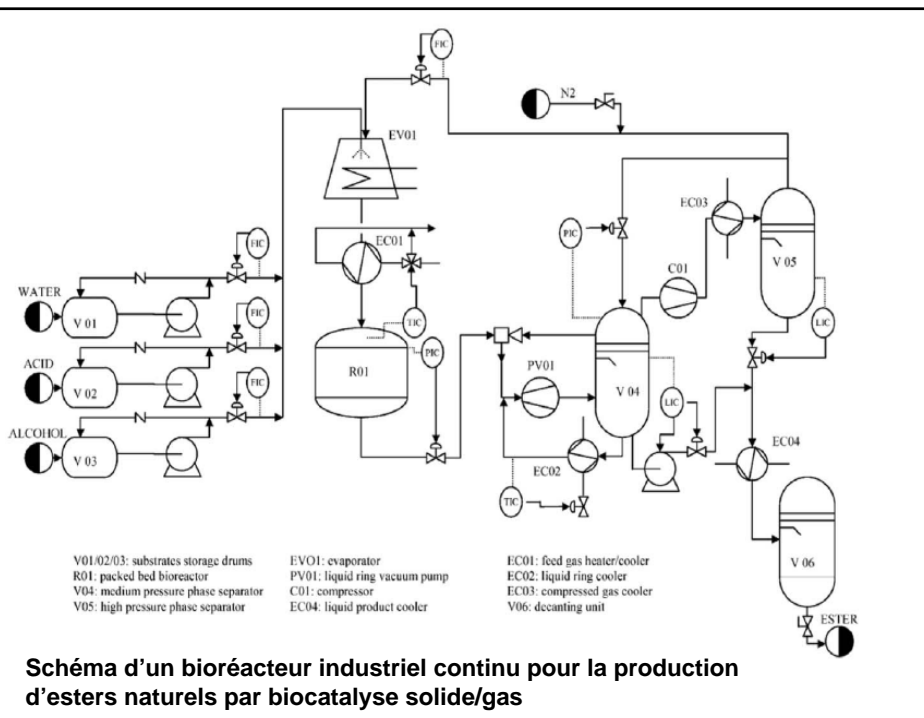 FIC
N2
EV01
EC03
FIC
EC01
PIC
V 05
WATER
C01
V 01
FIC
TIC
LIC
ACID
PIC
PV01
R01
V 02
V 04
FIC
LIC
ALCOHOL
EC04
V 03
EC02
TIC
V 06
V01/02/03: substrates storage drums
R01: packed bed bioreactor
V04: medium pressure phase separator
V05: high pressure phase separator
EVO1: evaporator
PV01: liquid ring vacuum pump
C01: compressor
EC04: liquid product cooler
EC01: feed gas heater/cooler
EC02: liquid ring cooler
EC03: compressed gas cooler
V06: decanting unit
ESTER
Schéma d'un bioréacteur industriel continu pour la production
d'esters naturels par biocatalyse solide/gas